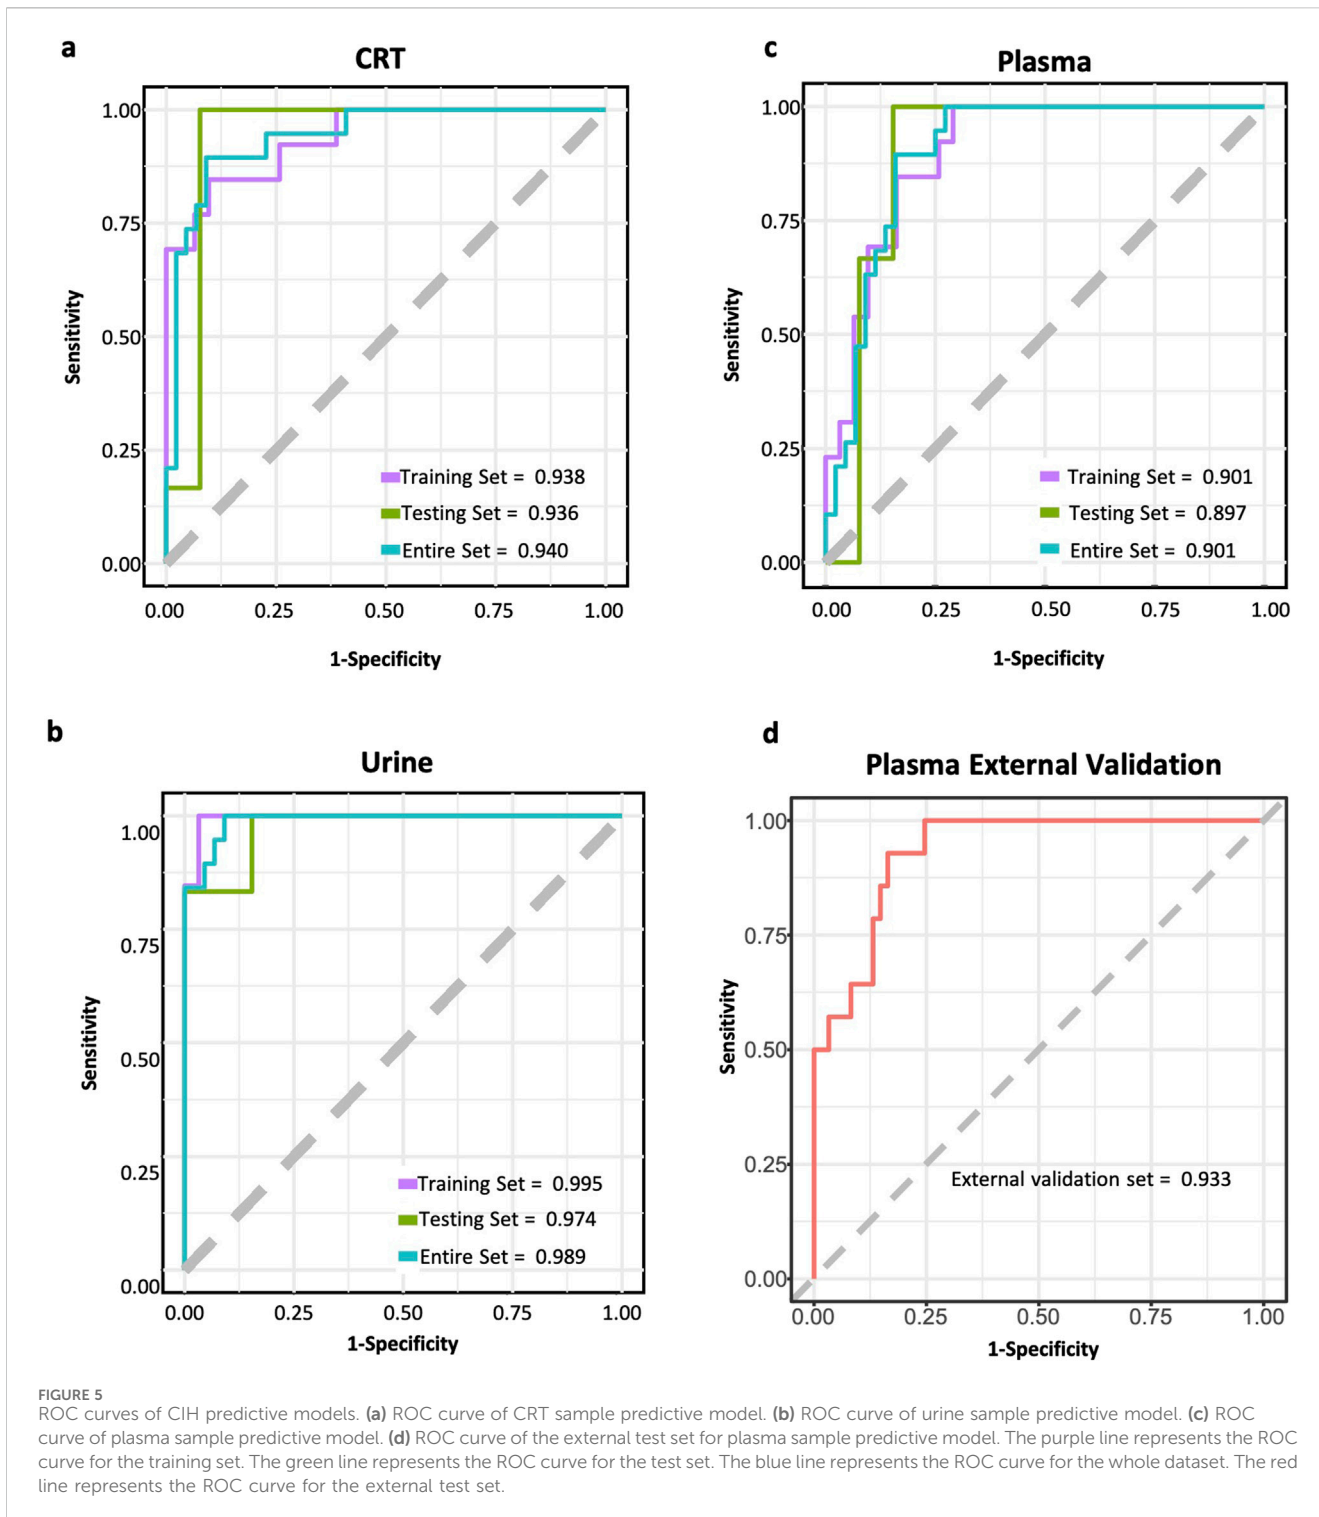 a
CRT
1.00
0.75
0.50
0.25
0.00
Sensitivity
Training Set = 0.938
Testing Set = 0.936
Entire Set = 0.940
0.00 0.25 0.50 0.75 1.00
1-Specificity
c
Plasma
1.00
0.75
0.50
0.25
0.00
Sensitivity
Training Set = 0.901
Testing Set = 0.897
Entire Set = 0.901
0.00 0.25 0.50 0.75 1.00
1-Specificity
b
Urine
1.00
0.75
0.50
0.25
0.00
Sensitivity
Training Set = 0.995
Testing Set = 0.974
Entire Set = 0.989
0.00 0.25 0.50 0.75 1.00
1-Specificity
d
Plasma External Validation
1.00
0.75
0.50
0.25
0.00
Sensitivity
External validation set = 0.933
0.00 0.25 0.50 0.75 1.00
1-Specificity
FIGURE 5
ROC curves of CIH predictive models. (a) ROC curve of CRT sample predictive model. (b) ROC curve of urine sample predictive model. (c) ROC
curve of plasma sample predictive model. (d) ROC curve of the external test set for plasma sample predictive model. The purple line represents the ROC
curve for the training set. The green line represents the ROC curve for the test set. The blue line represents the ROC curve for the whole dataset. The red
line represents the ROC curve for the external test set.